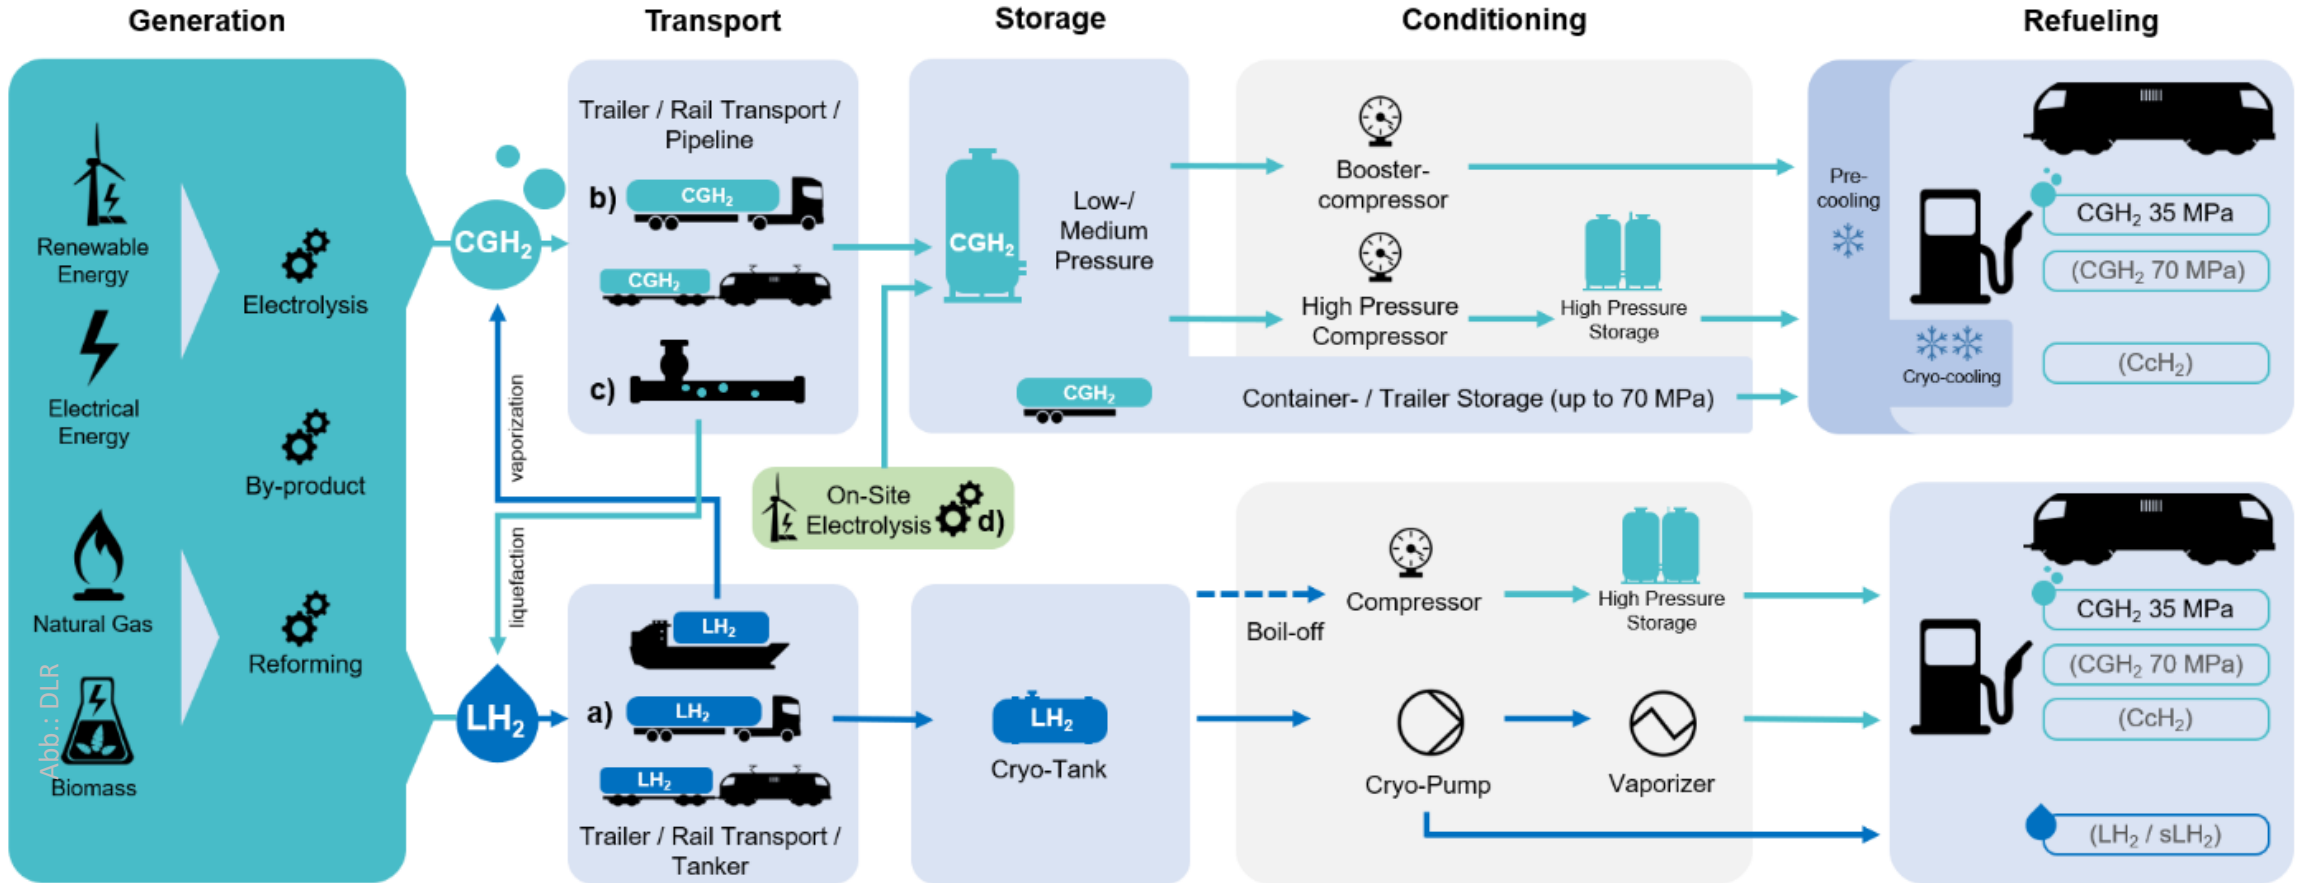 Generation
Transport
Storage
Conditioning
Refueling
Renewable
Energy
Electrical
Energy
Natural Gas
Biomass
Abb.: DLR
Electrolysis
By-product
Reforming
CGH₂
LH₂
vaporization
liquefaction
Trailer / Rail Transport /
Pipeline
b)
CGH₂
CGH₂
c)
LH₂
a)
LH₂
LH₂
Trailer / Rail Transport /
Tanker
On-Site
Electrolysis
d)
CGH₂
Low-/
Medium
Pressure
CGH₂
Container- / Trailer Storage (up to 70 MPa)
LH₂
Cryo-Tank
Booster-
compressor
High Pressure
Compressor
High Pressure
Storage
Boil-off
Compressor
High Pressure
Storage
Cryo-Pump
Vaporizer
Pre-
cooling
Cryo-cooling
CGH₂ 35 MPa
(CGH₂ 70 MPa)
(CcH₂)
CGH₂ 35 MPa
(CGH₂ 70 MPa)
(CcH₂)
(LH₂ / sLH₂)